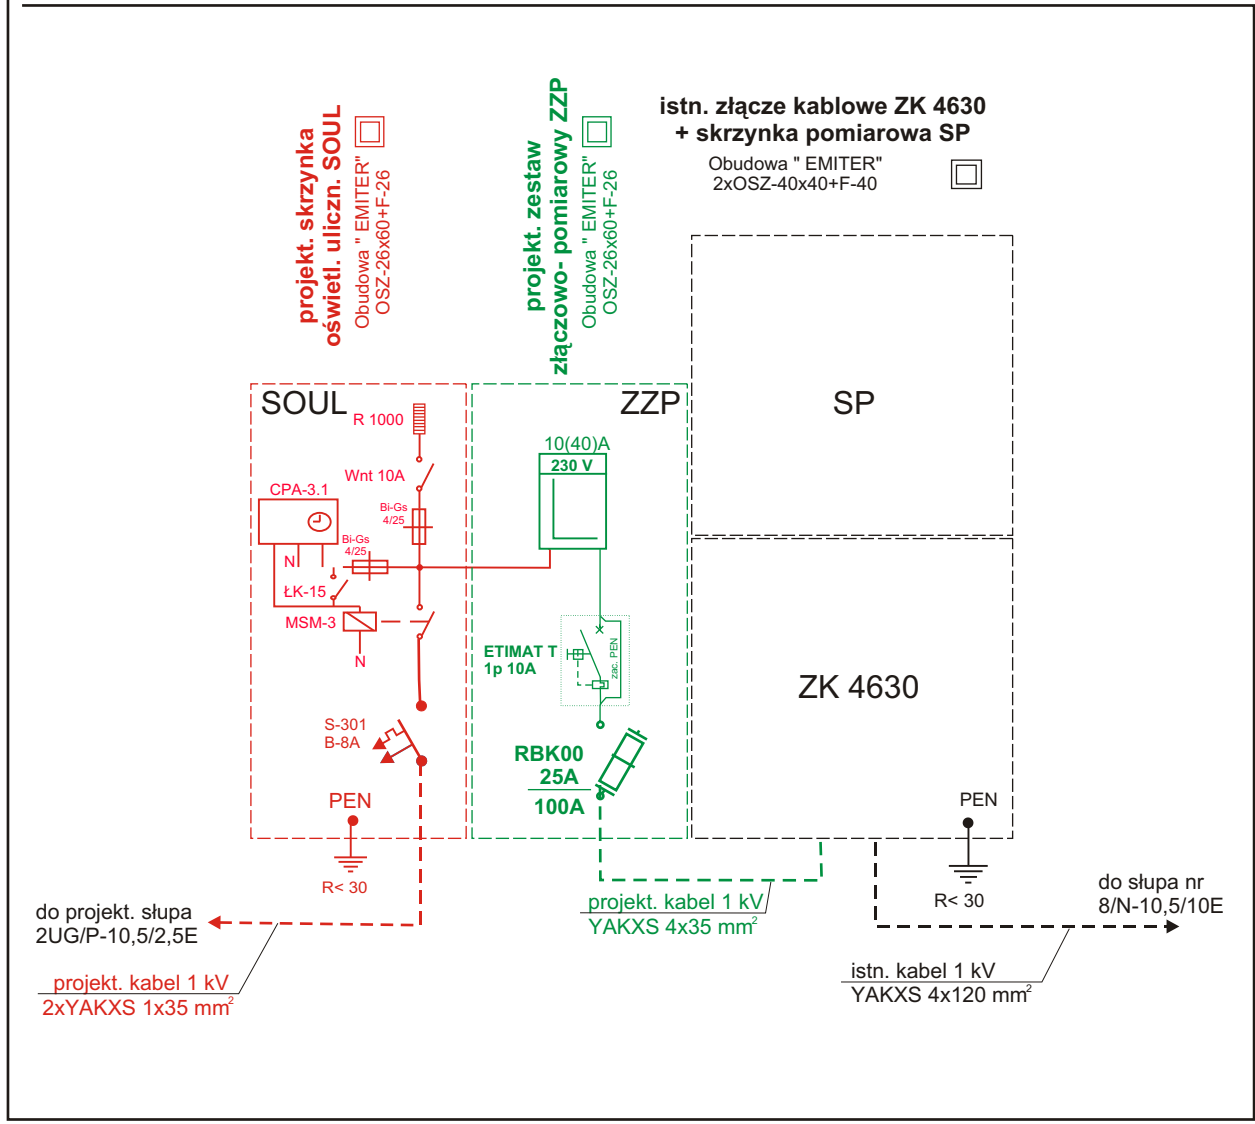 projekt. skrzynka
oświetl. uliczn. SOUL
Obudowa " EMITER"
OSZ-26x60+F-26
projekt. zestaw
złączowo- pomiarowy ZZP
Obudowa " EMITER"
OSZ-26x60+F-26
istn. złącze kablowe ZK 4630
+ skrzynka pomiarowa SP
Obudowa " EMITER"
2xOSZ-40x40+F-40
SOUL
R 1000
Wnt 10A
CPA-3.1
Bi-Gs
4/25
Bi-Gs
4/25
N
ŁK-15
MSM-3
N
S-301
B-8A
PEN
R< 30
ZZP
10(40)A
230 V
ETIMAT T
1p 10A
zac. PEN
RBK00
25A
100A
SP
ZK 4630
PEN
R< 30
do projekt. słupa
2UG/P-10,5/2,5E
projekt. kabel 1 kV
2xYAKXS 1x35 mm²
projekt. kabel 1 kV
YAKXS 4x35 mm²
do słupa nr
8/N-10,5/10E
istn. kabel 1 kV
YAKXS 4x120 mm²